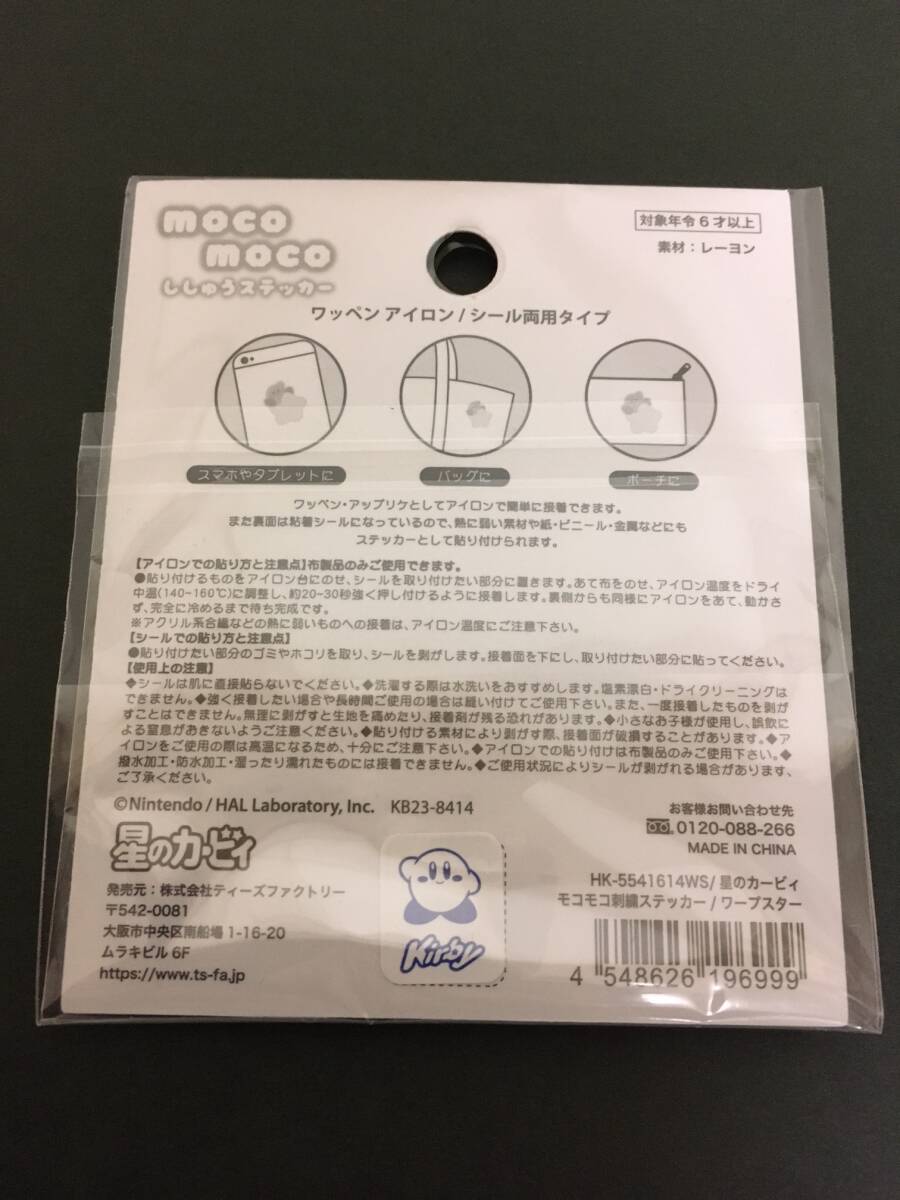 moco
moco
ししゅうステッカー
対象年令6才以上
素材：レーヨン
ワッペン アイロン / シール両用タイプ
スマホやタブレットに
バッグに
ポーチに
ワッペン・アップリケとしてアイロンで簡単に接着できます。
また裏面は粘着シールになっているので、熱に弱い素材や紙・ビニール・金属などにも
ステッカーとして貼り付けられます。
【アイロンでの貼り方と注意点】布製品のみご使用できます。
●貼り付けるものをアイロン台にのせ、シールを取り付けたい部分に置きます。あて布をのせ、アイロン温度をドライ
中温(140-160℃)に調整し、約20-30秒強く押し付けるように接着します。裏側からも同様にアイロンをあて、動かさ
ず、完全に冷めるまで待ち完成です。
※アクリル系合繊などの熱に弱いものへの接着は、アイロン温度にご注意下さい。
【シールでの貼り方と注意点】
●貼り付けたい部分のゴミやホコリを取り、シールを剥がします。接着面を下にし、取り付けたい部分に貼ってください。
【使用上の注意】
◆シールは肌に直接貼らないでください。◆洗濯する際は水洗いをおすすめします。塩素漂白・ドライクリーニングは
できません。◆強く接着したい場合や長時間ご使用の場合は縫い付けてご使用下さい。また、一度接着したものを剥が
すことはできません。無理に剥がすと生地を痛めたり、接着剤が残る恐れがあります。◆小さなお子様が使用し、誤飲に
よる窒息がおきないようご注意ください。◆貼り付ける素材により剥がす際、接着面が破損することがあります。◆ア
イロンをご使用の際は高温になるため、十分にご注意下さい。◆アイロンでの貼り付けは布製品のみご使用下さい。◆
撥水加工・防水加工・湿ったり濡れたものには接着できません。◆ご使用状況によりシールが剥がれる場合があります、
ご了承ください。
©Nintendo / HAL Laboratory, Inc. KB23-8414
星のカービィ
発売元：株式会社ティーズファクトリー
〒542-0081
大阪市中央区南船場 1-16-20
ムラキビル 6F
https://www.ts-fa.jp
Kirby
お客様お問い合わせ先
0120-088-266
MADE IN CHINA
HK-5541614WS/ 星のカービィ
モコモコ刺繍ステッカー / ワープスター
4 548626 196999